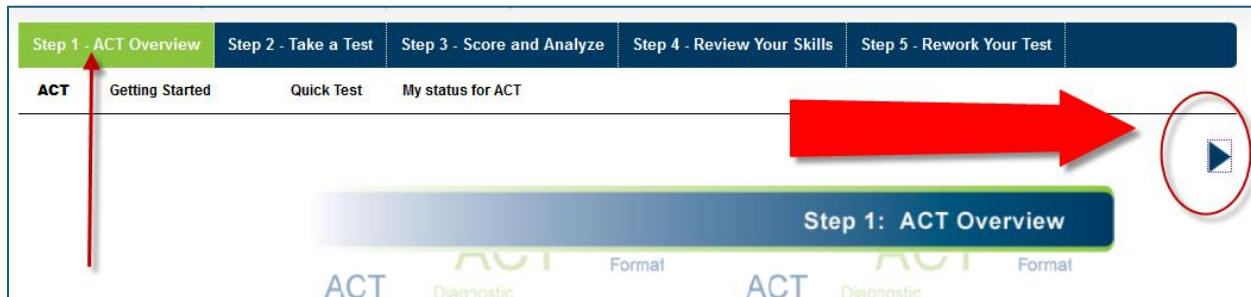 Step 1 - ACT Overview Step 2 - Take a Test Step 3 - Score and Analyze Step 4 - Review Your Skills Step 5 - Rework Your Test
ACT Getting Started Quick Test My status for ACT
Step 1: ACT Overview
ACT Format ACT Format
ACT Diagnostic ACT Diagnostic